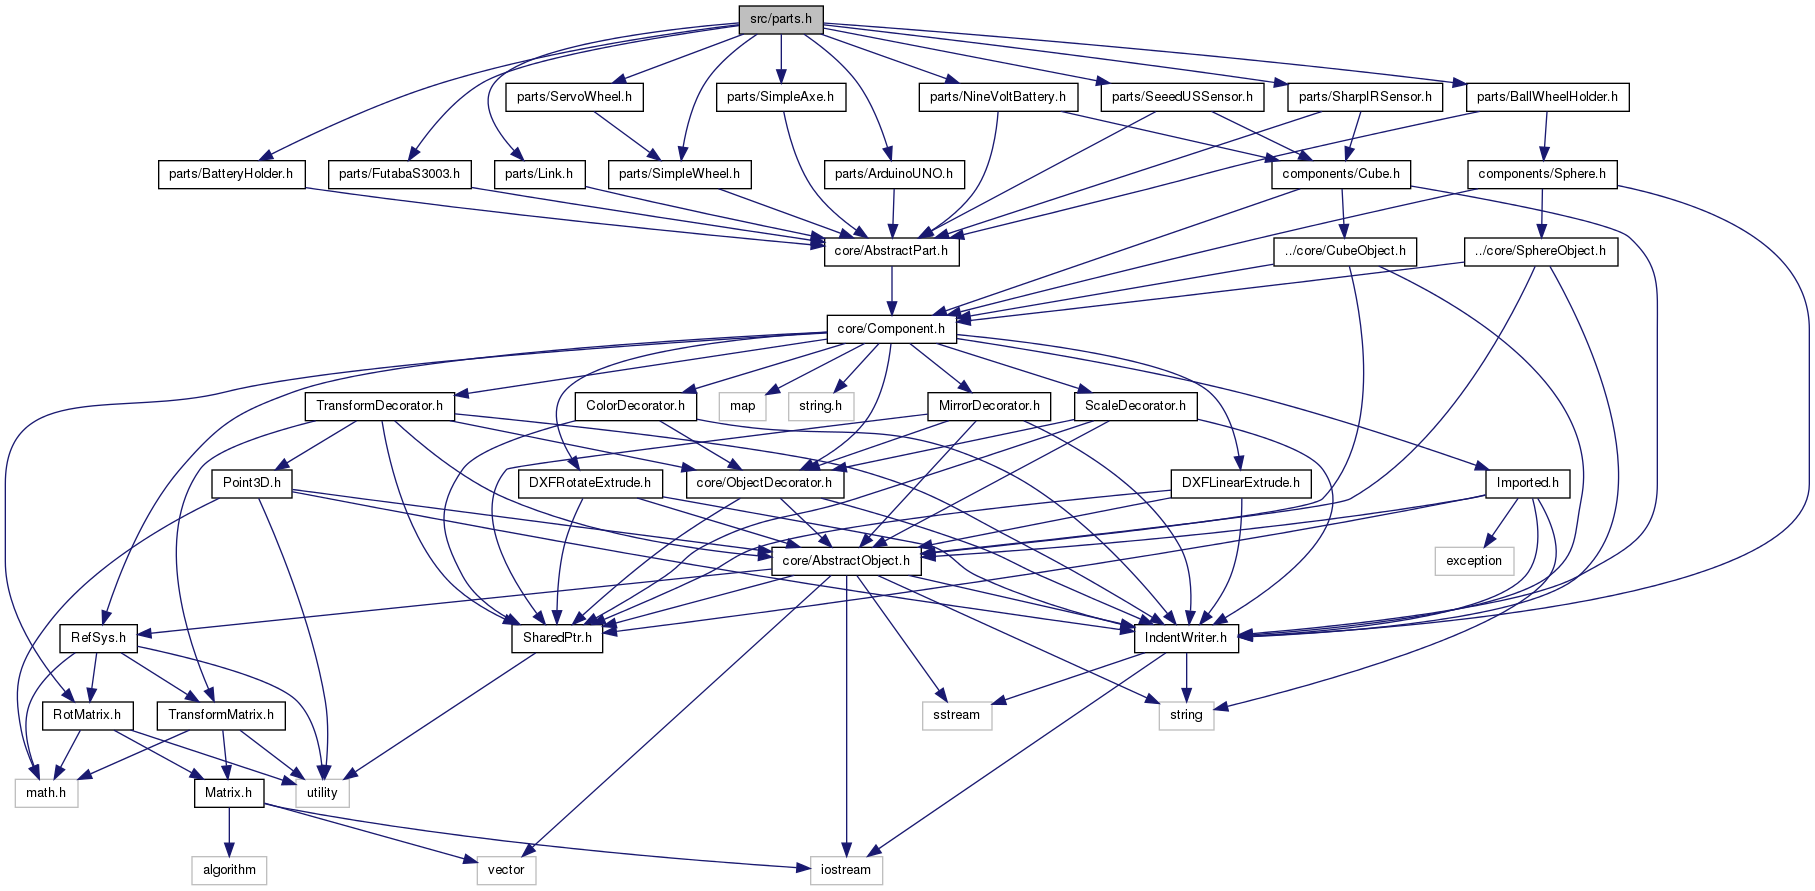 src/parts.h
parts/ServoWheel.h
parts/SimpleAxe.h
parts/NineVoltBattery.h
parts/SeeedUSSensor.h
parts/SharpIRSensor.h
parts/BallWheelHolder.h
parts/BatteryHolder.h
parts/FutabaS3003.h
parts/Link.h
parts/SimpleWheel.h
parts/ArduinoUNO.h
components/Cube.h
components/Sphere.h
core/AbstractPart.h
../core/CubeObject.h
../core/SphereObject.h
core/Component.h
TransformDecorator.h
ColorDecorator.h
map
string.h
MirrorDecorator.h
ScaleDecorator.h
Point3D.h
DXFRotateExtrude.h
core/ObjectDecorator.h
DXFLinearExtrude.h
Imported.h
core/AbstractObject.h
exception
RefSys.h
SharedPtr.h
IndentWriter.h
RotMatrix.h
TransformMatrix.h
sstream
string
math.h
Matrix.h
utility
algorithm
vector
iostream